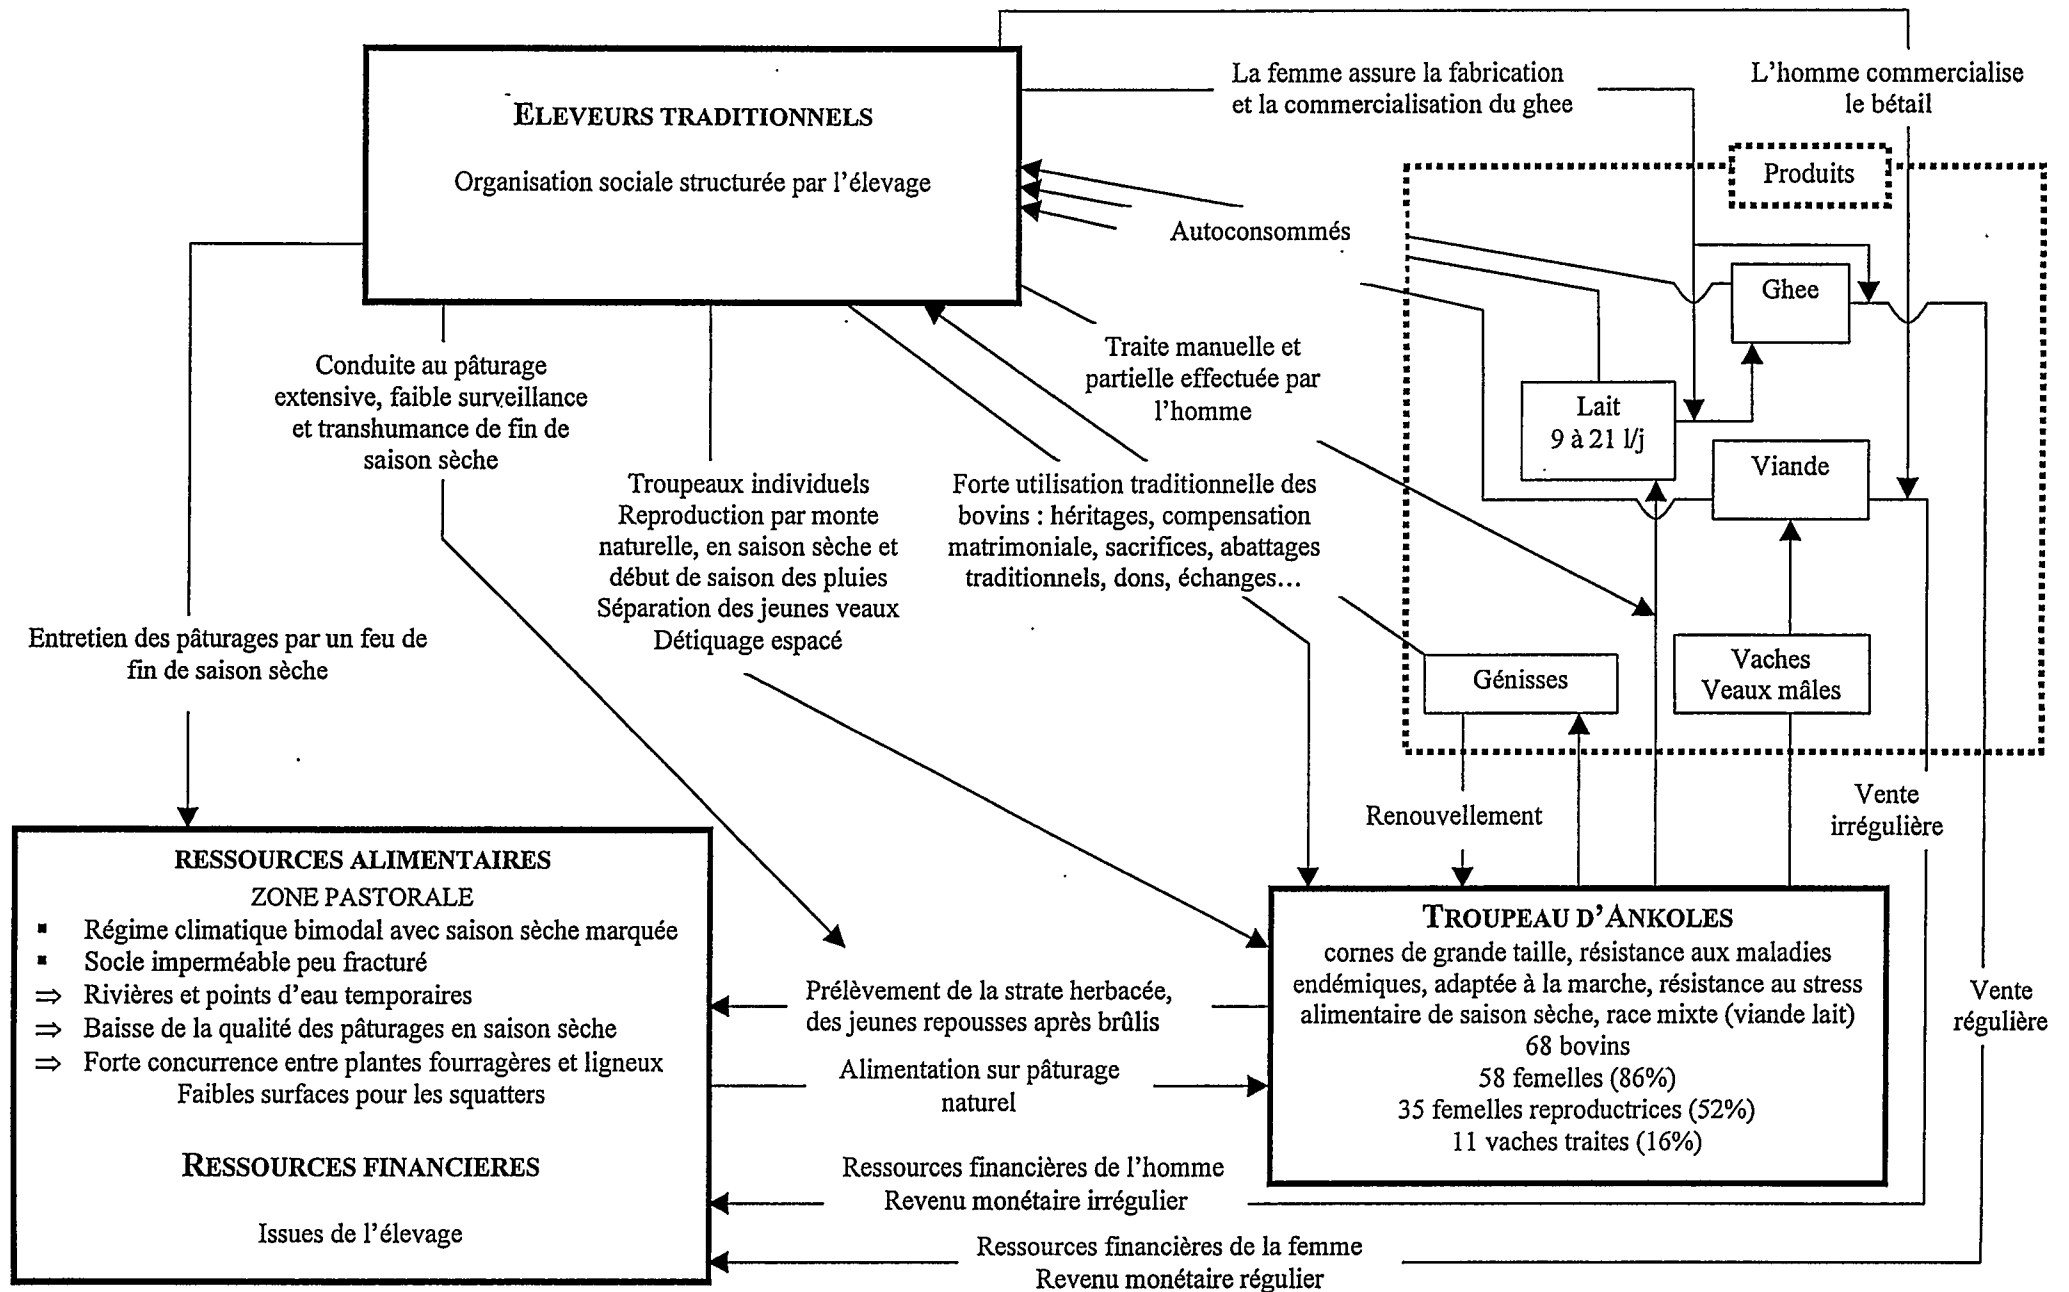 La femme assure la fabrication
et la commercialisation du ghee
L'homme commercialise
le bétail
ELEVEURS TRADITIONNELS
Organisation sociale structurée par l'élevage
Produits
Autoconsommés
Ghee
Traite manuelle et
partielle effectuée par
l'homme
Conduite au pâturage
extensive, faible surveillance
et transhumance de fin de
saison sèche
Lait
9 à 21 l/j
Viande
Troupeaux individuels
Reproduction par monte
naturelle, en saison sèche et
début de saison des pluies
Séparation des jeunes veaux
Détiquage espacé
Forte utilisation traditionnelle des
bovins : héritages, compensation
matrimoniale, sacrifices, abattages
traditionnels, dons, échanges...
Entretien des pâturages par un feu de
fin de saison sèche
Génisses
Vaches
Veaux mâles
Renouvellement
Vente
irrégulière
RESSOURCES ALIMENTAIRES
ZONE PASTORALE
▪ Régime climatique bimodal avec saison sèche marquée
▪ Socle imperméable peu fracturé
⇒ Rivières et points d'eau temporaires
⇒ Baisse de la qualité des pâturages en saison sèche
⇒ Forte concurrence entre plantes fourragères et ligneux
Faibles surfaces pour les squatters
RESSOURCES FINANCIERES
Issues de l'élevage
Prélèvement de la strate herbacée,
des jeunes repousses après brûlis
Alimentation sur pâturage
naturel
TROUPEAU D'ANKOLES
cornes de grande taille, résistance aux maladies
endémiques, adaptée à la marche, résistance au stress
alimentaire de saison sèche, race mixte (viande lait)
68 bovins
58 femelles (86%)
35 femelles reproductrices (52%)
11 vaches traites (16%)
Vente
régulière
Ressources financières de l'homme
Revenu monétaire irrégulier
Ressources financières de la femme
Revenu monétaire régulier